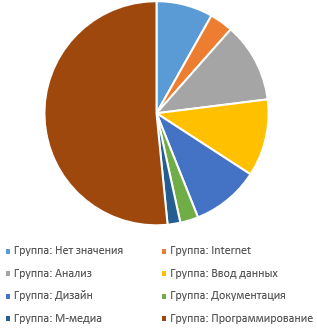 Группа: Нет значения
Группа: Internet
Группа: Анализ
Группа: Ввод данных
Группа: Дизайн
Группа: Документация
Группа: М-медиа
Группа: Программирование